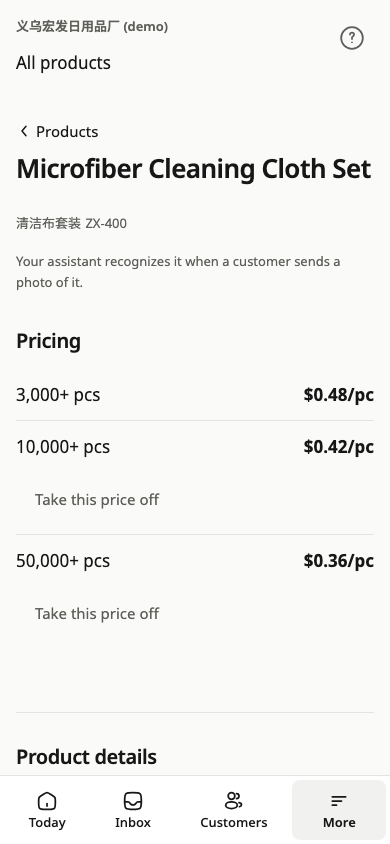 义乌宏发日用品厂 (demo)
All products
Products
Microfiber Cleaning Cloth Set
清洁布套装 ZX-400
Your assistant recognizes it when a customer sends a
photo of it.
Pricing
3,000+ pcs $0.48/pc
10,000+ pcs $0.42/pc
Take this price off
50,000+ pcs $0.36/pc
Take this price off
Product details
Today Inbox Customers More